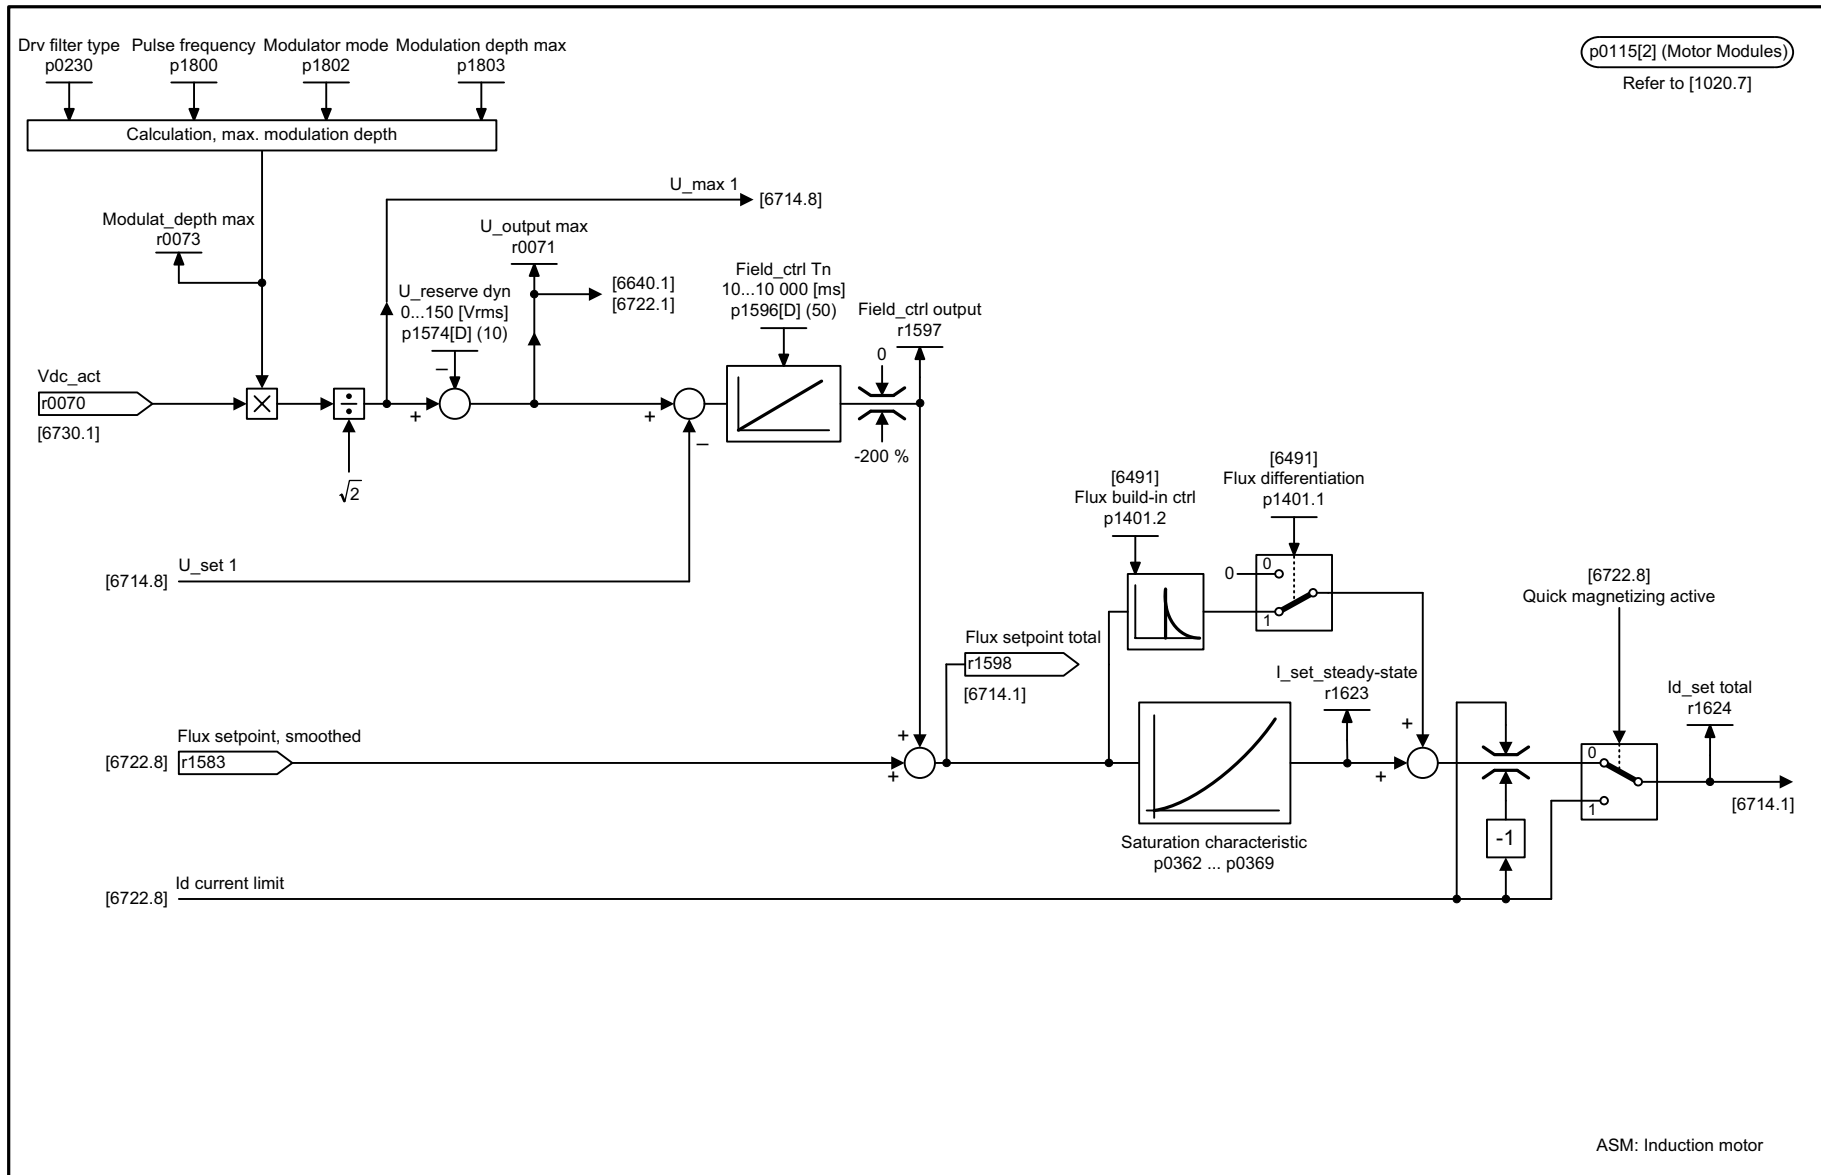 Drv filter type Pulse frequency Modulator mode Modulation depth max
p0230 p1800 p1802 p1803
p0115[2] (Motor Modules)
Refer to [1020.7]
Calculation, max. modulation depth
U_max 1
[6714.8]
Modulat_depth max
r0073
U_output max
r0071
[6640.1]
[6722.1]
U_reserve dyn
0...150 [Vrms]
p1574[D] (10)
Field_ctrl Tn
10...10 000 [ms]
p1596[D] (50)
Field_ctrl output
r1597
0
-200 %
Vdc_act
r0070
[6730.1]
×
÷
√2
+
–
+
–
[6714.8]
U_set 1
[6491]
Flux build-in ctrl
p1401.2
[6491]
Flux differentiation
p1401.1
0
0
1
[6722.8]
Quick magnetizing active
Flux setpoint total
r1598
[6714.1]
I_set_steady-state
r1623
Id_set total
r1624
Flux setpoint, smoothed
[6722.8]
r1583
+
+
+
+
0
1
[6714.1]
Saturation characteristic
p0362 ... p0369
-1
Id current limit
[6722.8]
ASM: Induction motor